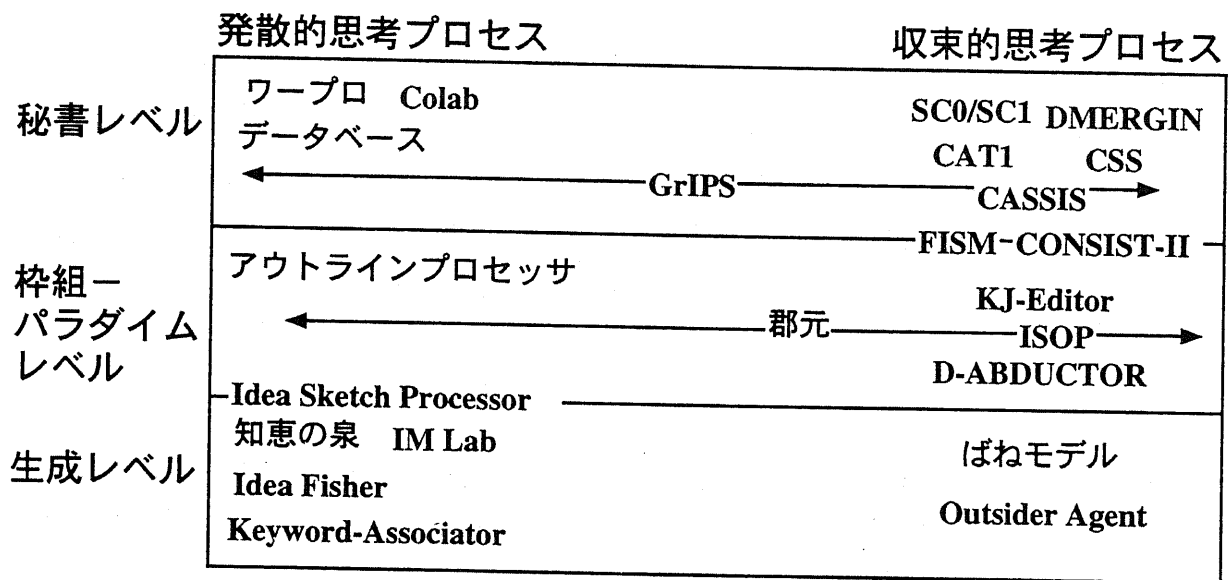 発散的思考プロセス 収束的思考プロセス
秘書レベル
ワープロ Colab
データベース
SC0/SC1 DMERGIN
CAT1 CSS
GrIPS
CASSIS
FISM-CONSIST-II
枠組-
パラダイム
レベル
アウトラインプロセッサ
KJ-Editor
郡元
ISOP
D-ABDUCTOR
Idea Sketch Processor
生成レベル
知恵の泉 IM Lab
Idea Fisher
Keyword-Associator
ばねモデル
Outsider Agent